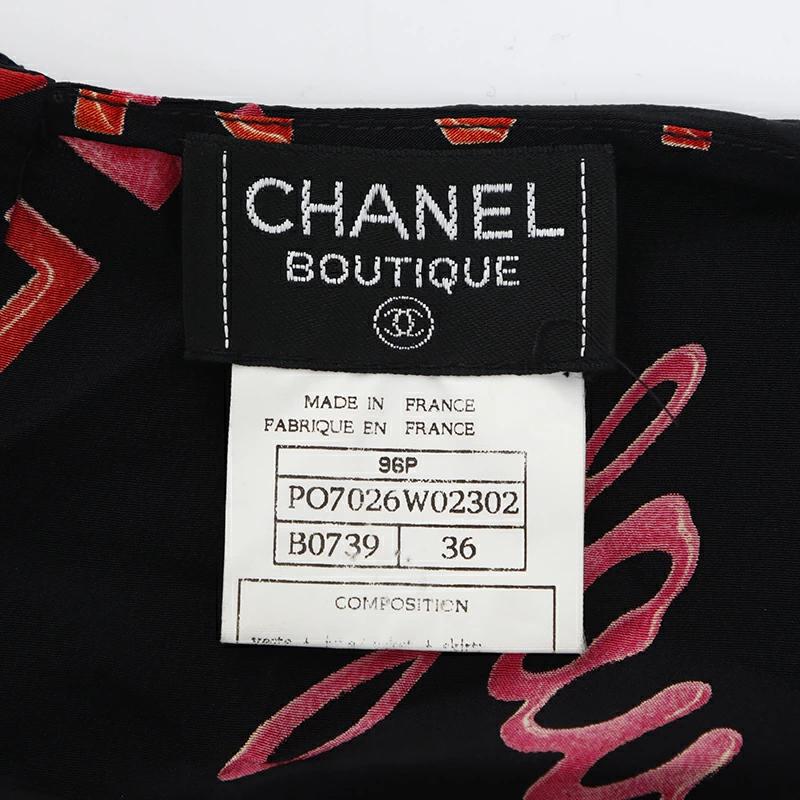 CHANEL
BOUTIQUE
MADE IN FRANCE
FABRIQUE EN FRANCE
96P
PO7026W02302
B0739 36
COMPOSITION